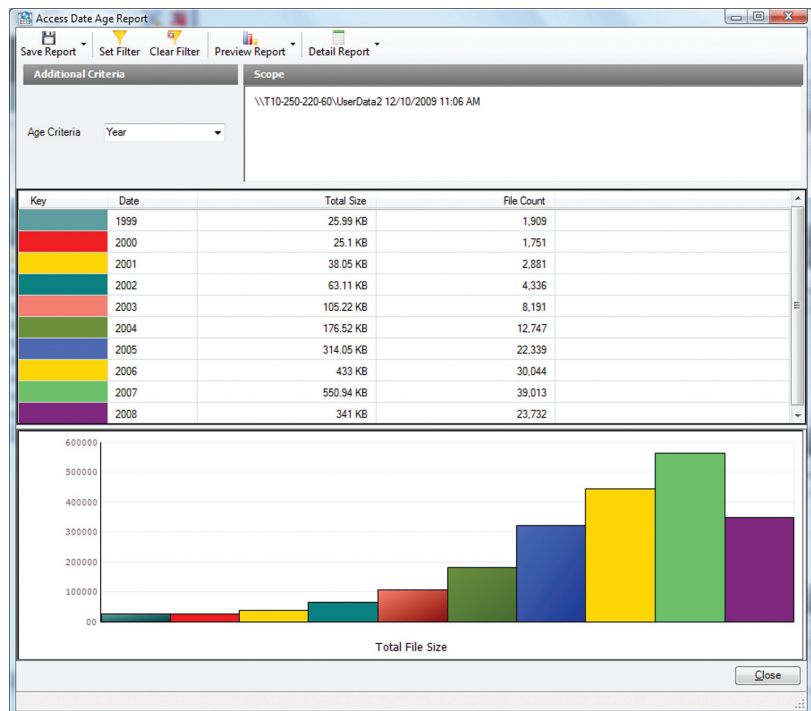 Access Date Age Report
Save Report Set Filter Clear Filter Preview Report Detail Report
Additional Criteria
Scope
Age Criteria Year
\\T10-250-220-60\UserData2 12/10/2009 11:06 AM
Key Date Total Size File Count
1999 25.99 KB 1,909
2000 25.1 KB 1,751
2001 38.05 KB 2,881
2002 63.11 KB 4,336
2003 105.22 KB 8,191
2004 176.52 KB 12,747
2005 314.05 KB 22,339
2006 433 KB 30,044
2007 550.94 KB 39,013
2008 341 KB 23,732
600000
500000
400000
300000
200000
100000
00
Total File Size
Close